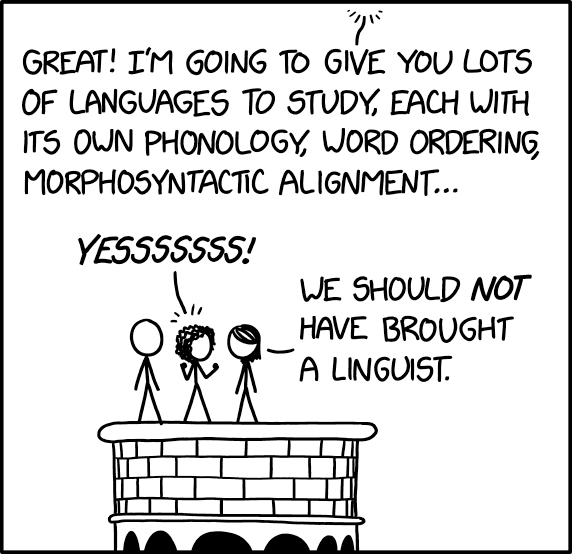 GREAT! I'M GOING TO GIVE YOU LOTS
OF LANGUAGES TO STUDY, EACH WITH
ITS OWN PHONOLOGY, WORD ORDERING,
MORPHOSYNTACTIC ALIGNMENT...
YESSSSSSS!
WE SHOULD NOT
HAVE BROUGHT
A LINGUIST.